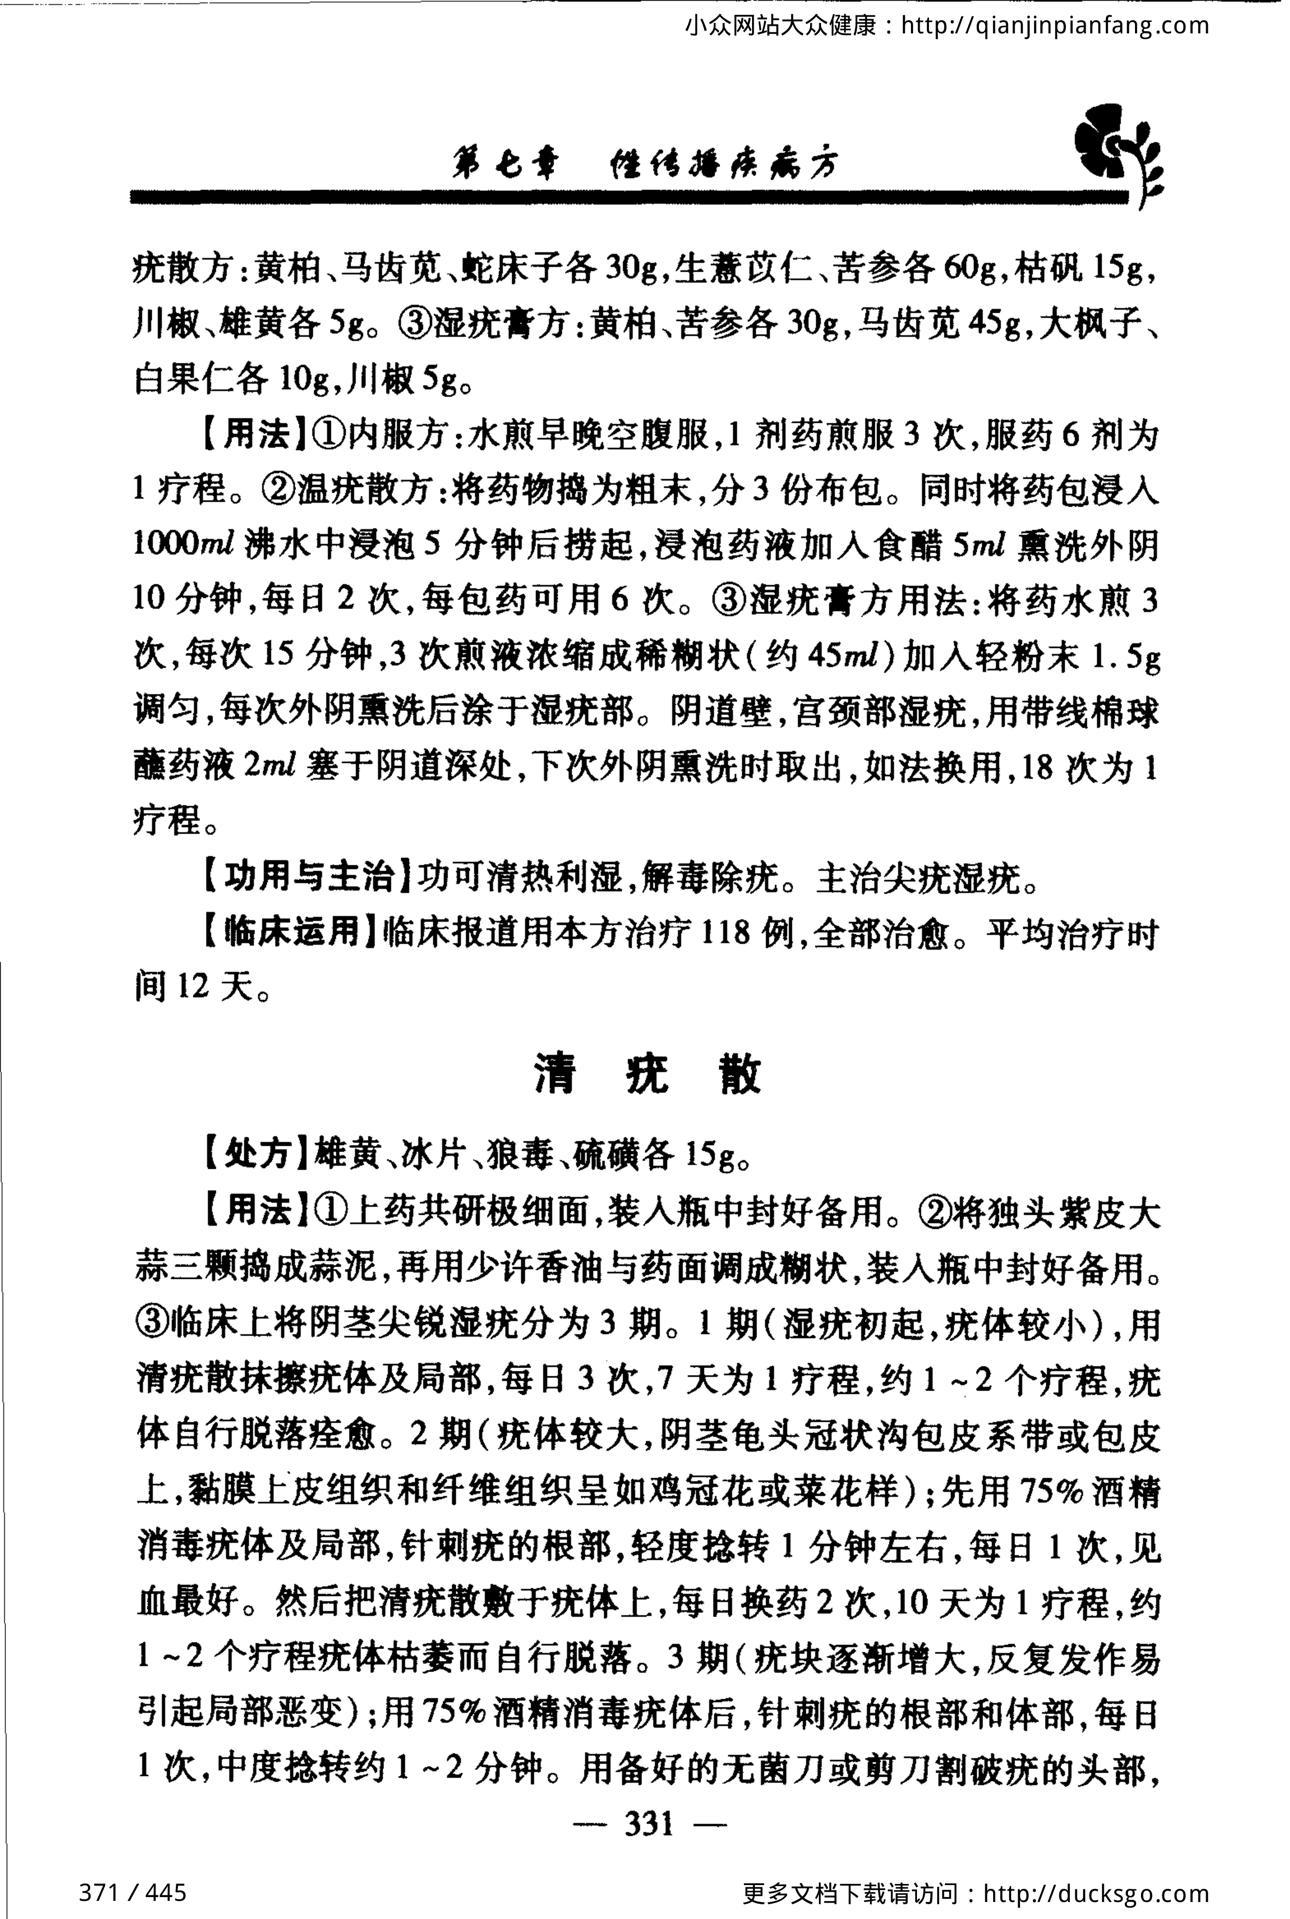 小众网站大众健康：http://qianjinpianfang.com
第七章 性传播疾病方
疣散方:黄柏、马齿苋、蛇床子各30g,生薏苡仁、苦参各60g,枯矾15g,
川椒、雄黄各5g。③湿疣膏方:黄柏、苦参各30g,马齿苋45g,大枫子、
白果仁各10g,川椒5g。
【用法】①内服方:水煎早晚空腹服,1剂药煎服3次,服药6剂为
1疗程。②温疣散方:将药物捣为粗末,分3份布包。同时将药包浸入
1000ml沸水中浸泡5分钟后捞起,浸泡药液加入食醋5ml熏洗外阴
10分钟,每日2次,每包药可用6次。③湿疣膏方用法:将药水煎3
次,每次15分钟,3次煎液浓缩成稀糊状(约45ml)加入轻粉末1.5g
调匀,每次外阴熏洗后涂于湿疣部。阴道壁,宫颈部湿疣,用带线棉球
蘸药液2ml塞于阴道深处,下次外阴熏洗时取出,如法换用,18次为1
疗程。
【功用与主治】功可清热利湿,解毒除疣。主治尖疣湿疣。
【临床运用】临床报道用本方治疗118例,全部治愈。平均治疗时
间12天。
清疣散
【处方】雄黄、冰片、狼毒、硫磺各15g。
【用法】①上药共研极细面,装入瓶中封好备用。②将独头紫皮大
蒜三颗捣成蒜泥,再用少许香油与药面调成糊状,装入瓶中封好备用。
③临床上将阴茎尖锐湿疣分为3期。1期(湿疣初起,疣体较小),用
清疣散抹擦疣体及局部,每日3次,7天为1疗程,约1~2个疗程,疣
体自行脱落痊愈。2期(疣体较大,阴茎龟头冠状沟包皮系带或包皮
上,黏膜上皮组织和纤维组织呈如鸡冠花或菜花样);先用75%酒精
消毒疣体及局部,针刺疣的根部,轻度捻转1分钟左右,每日1次,见
血最好。然后把清疣散敷于疣体上,每日换药2次,10天为1疗程,约
1~2个疗程疣体枯萎而自行脱落。3期(疣块逐渐增大,反复发作易
引起局部恶变);用75%酒精消毒疣体后,针刺疣的根部和体部,每日
1次,中度捻转约1~2分钟。用备好的无菌刀或剪刀割破疣的头部,
— 331 —
371 / 445
更多文档下载请访问：http://ducksgo.com